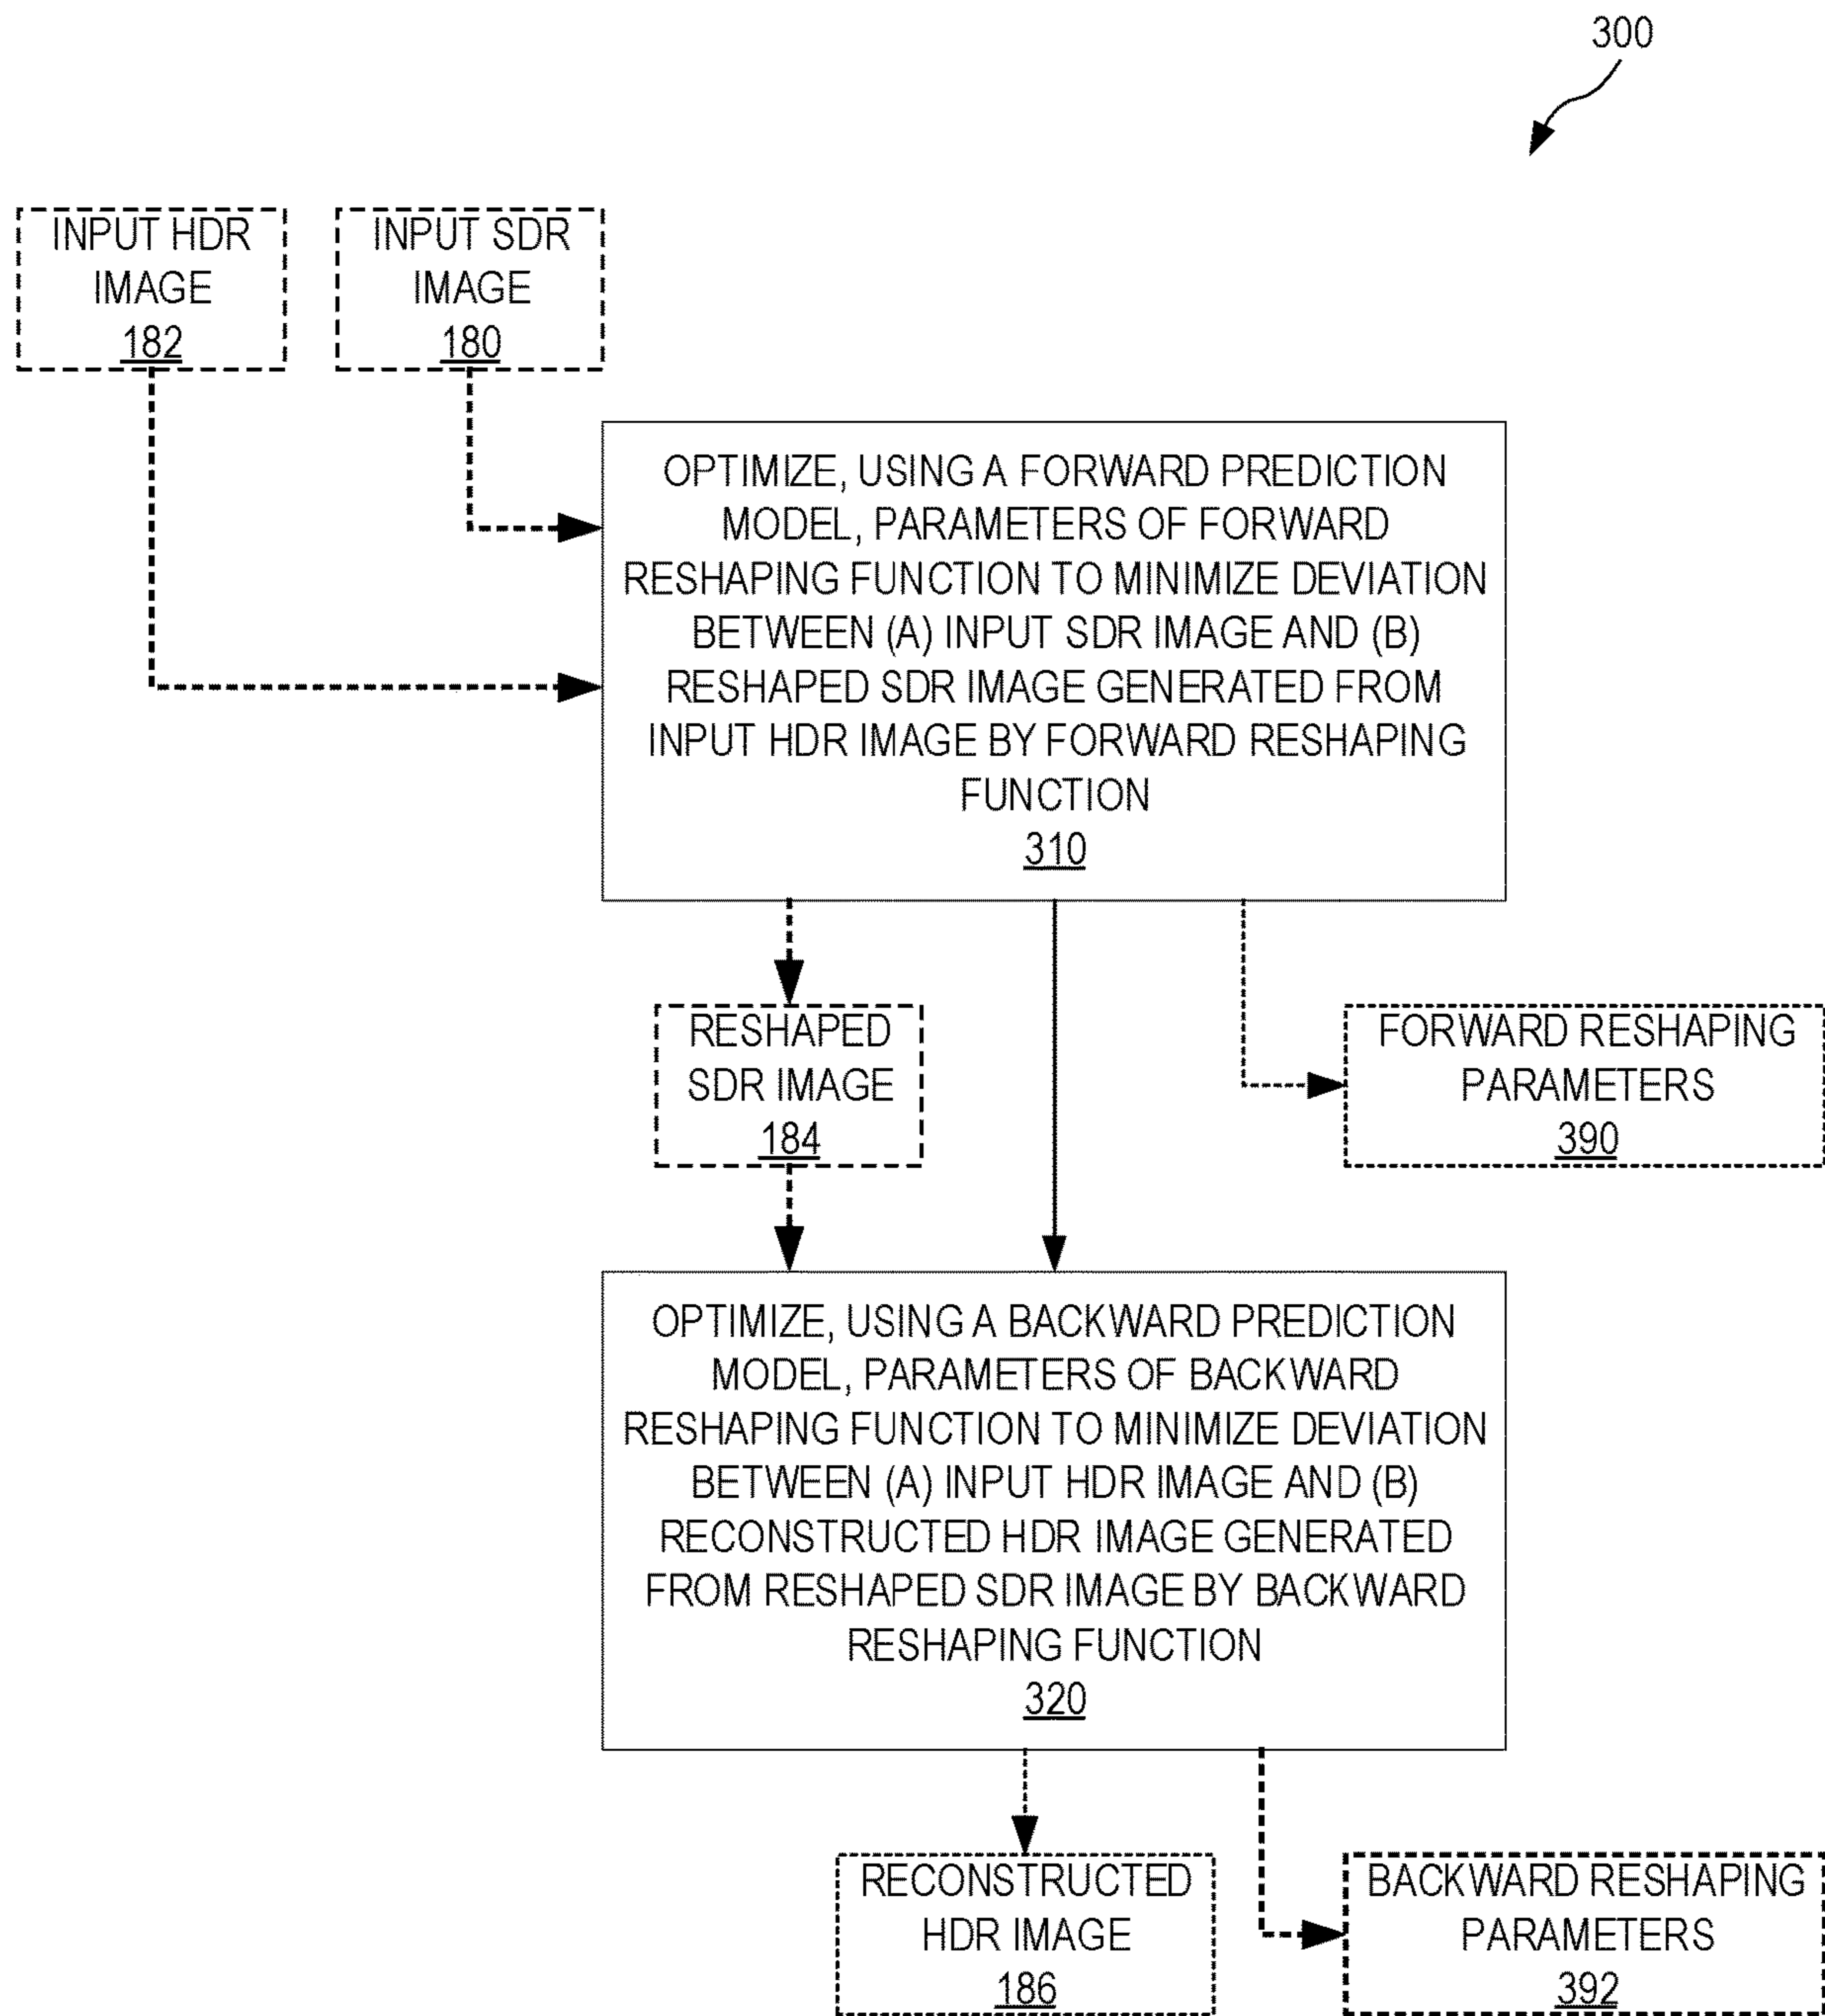 300
INPUT HDR
IMAGE
182
INPUT SDR
IMAGE
180
OPTIMIZE, USING A FORWARD PREDICTION
MODEL, PARAMETERS OF FORWARD
RESHAPING FUNCTION TO MINIMIZE DEVIATION
BETWEEN (A) INPUT SDR IMAGE AND (B)
RESHAPED SDR IMAGE GENERATED FROM
INPUT HDR IMAGE BY FORWARD RESHAPING
FUNCTION
310
RESHAPED
SDR IMAGE
184
FORWARD RESHAPING
PARAMETERS
390
OPTIMIZE, USING A BACKWARD PREDICTION
MODEL, PARAMETERS OF BACKWARD
RESHAPING FUNCTION TO MINIMIZE DEVIATION
BETWEEN (A) INPUT HDR IMAGE AND (B)
RECONSTRUCTED HDR IMAGE GENERATED
FROM RESHAPED SDR IMAGE BY BACKWARD
RESHAPING FUNCTION
320
RECONSTRUCTED
HDR IMAGE
186
BACKWARD RESHAPING
PARAMETERS
392